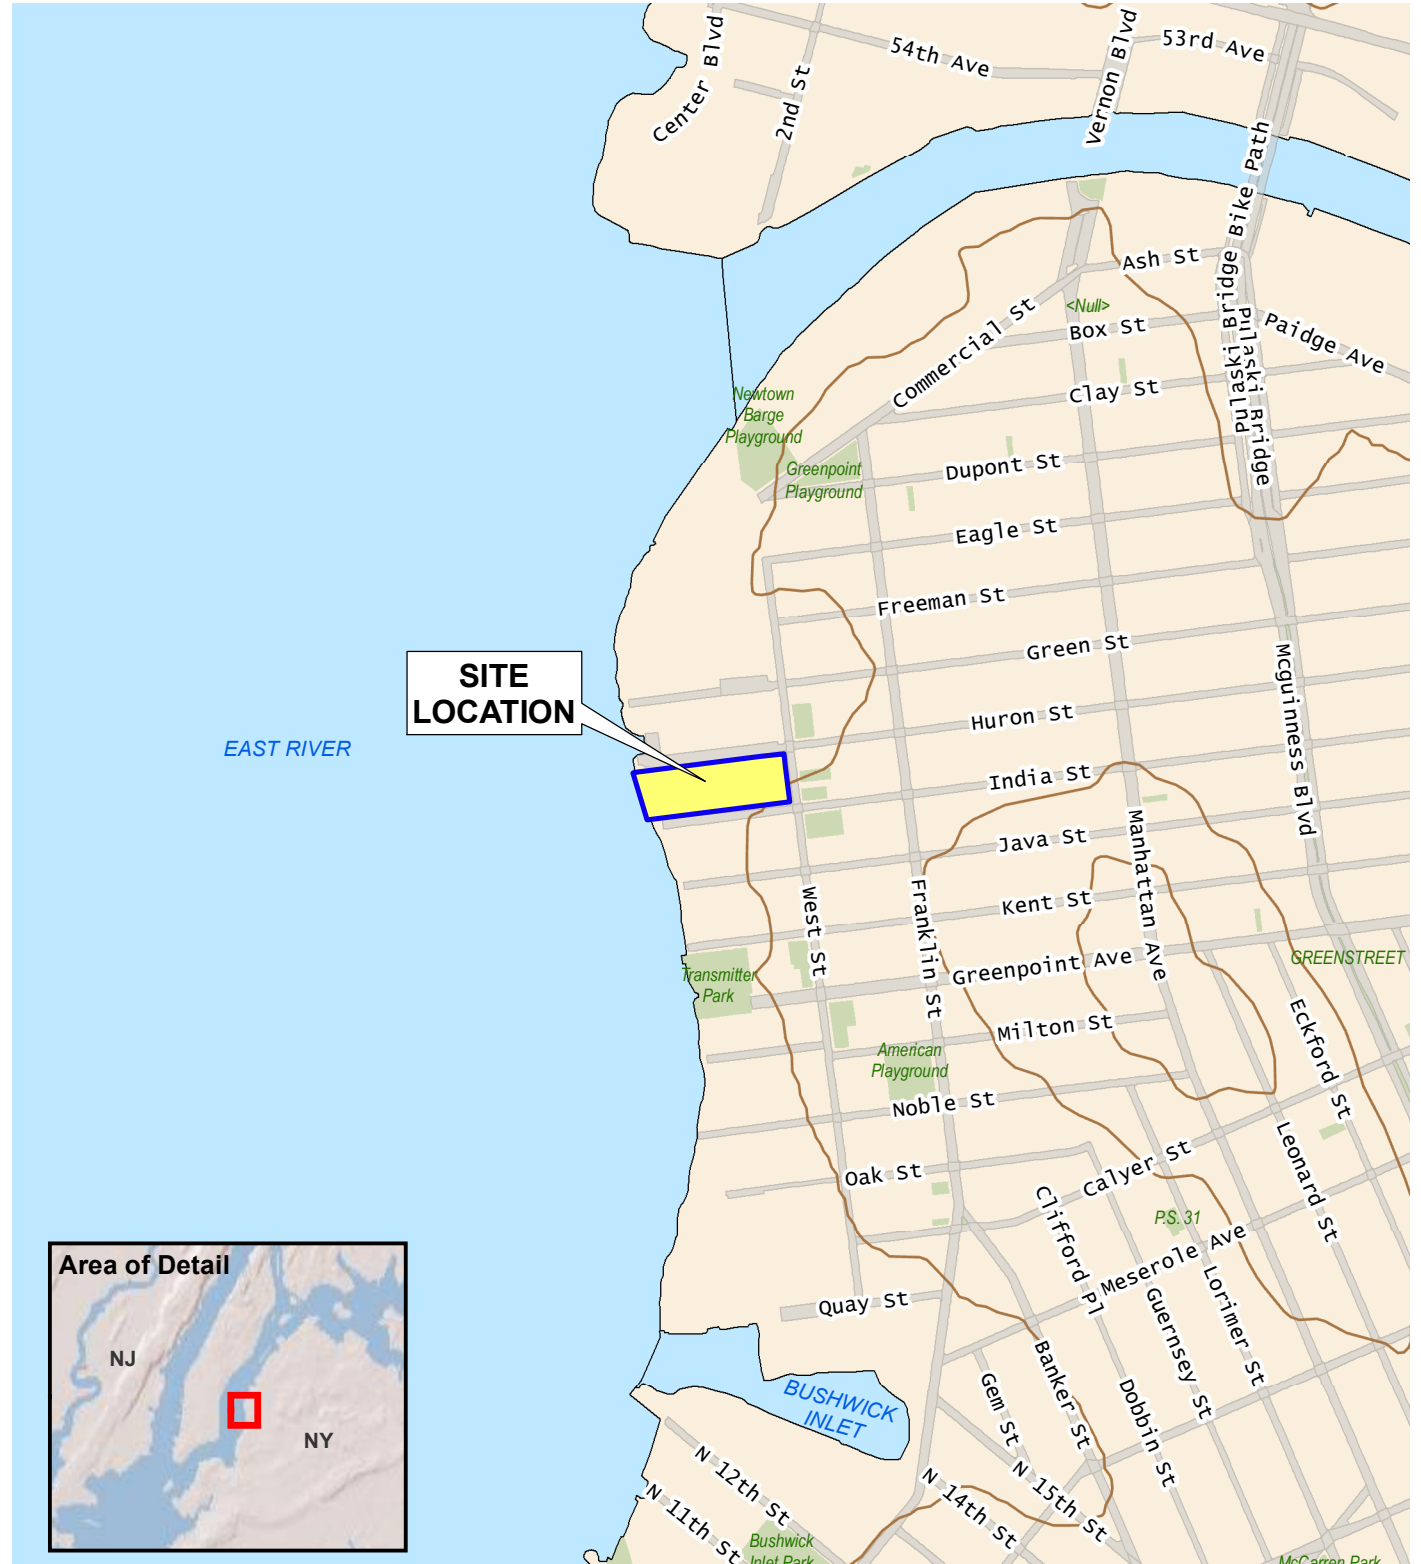 Center Blvd
2nd St
54th Ave
Vernon Blvd
53rd Ave
Pulaski Bridge Bike Path
Ash St
<Null>
Commercial St
Box St
Pulaski Bridge
Paidge Ave
Clay St
Newtown
Barge
Playground
Greenpoint
Playground
Dupont St
Eagle St
Freeman St
Green St
SITE
LOCATION
Mcguinness Blvd
Huron St
EAST RIVER
India St
Java St
Manhattan Ave
Kent St
West St
Franklin St
Greenpoint Ave
GREENSTREET
Transmitter
Park
Milton St
Eckford St
American
Playground
Noble St
Leonard St
Calyer St
Oak St
Clifford Pl
P.S. 31
Meserole Ave
Area of Detail
NJ
NY
Quay St
Guernsey St
Lorimer St
Banker St
Gem St
Dobbin St
BUSHWICK
INLET
N 12th St
N 11th St
N 14th St
N 15th St
Bushwick
Inlet Park
McCarren Park